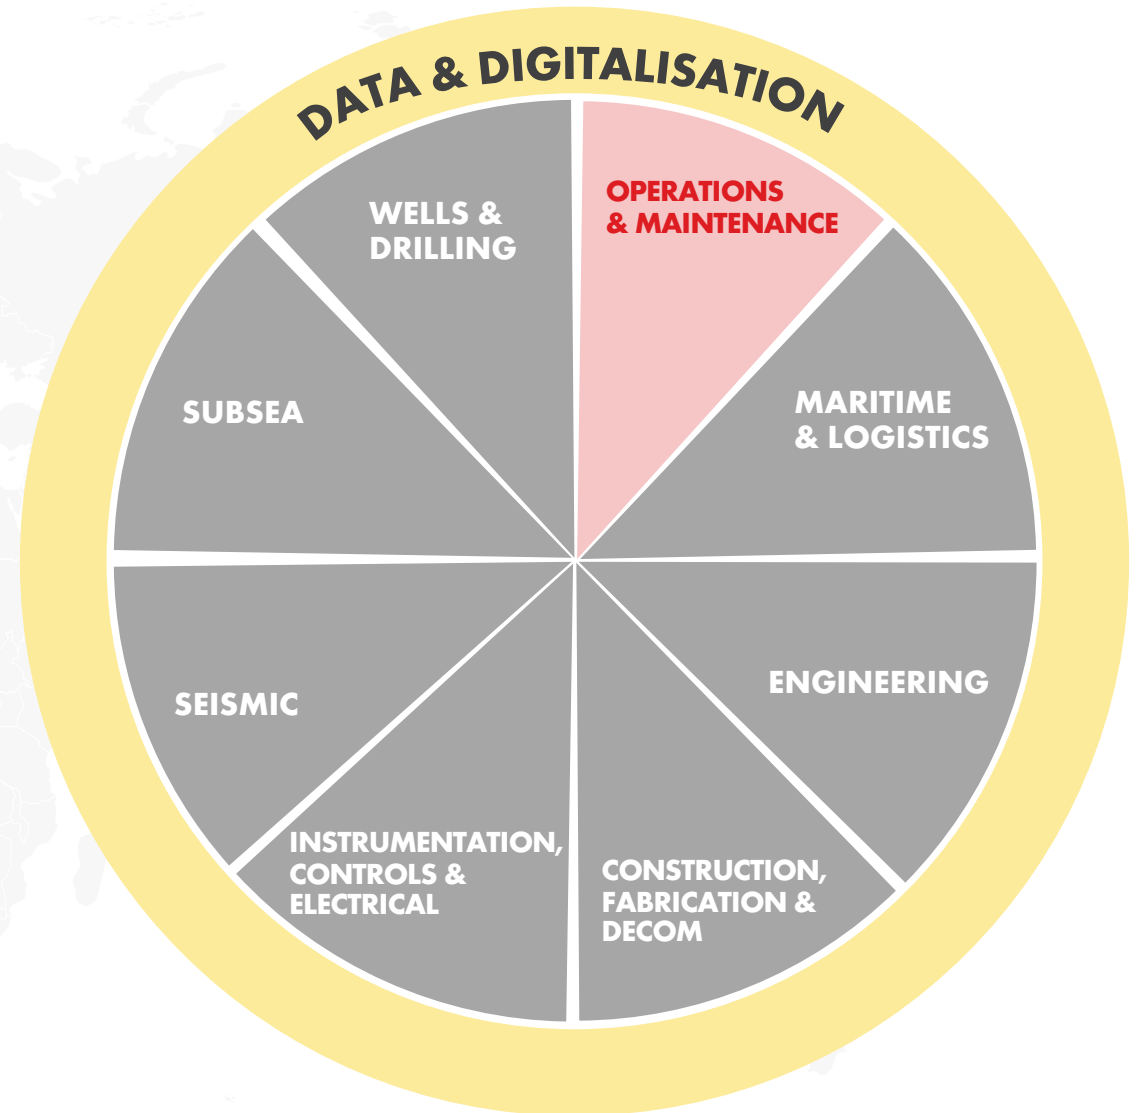 DATA & DIGITALISATION
WELLS &
DRILLING
OPERATIONS
& MAINTENANCE
SUBSEA
MARITIME
& LOGISTICS
SEISMIC
ENGINEERING
INSTRUMENTATION,
CONTROLS &
ELECTRICAL
CONSTRUCTION,
FABRICATION &
DECOM